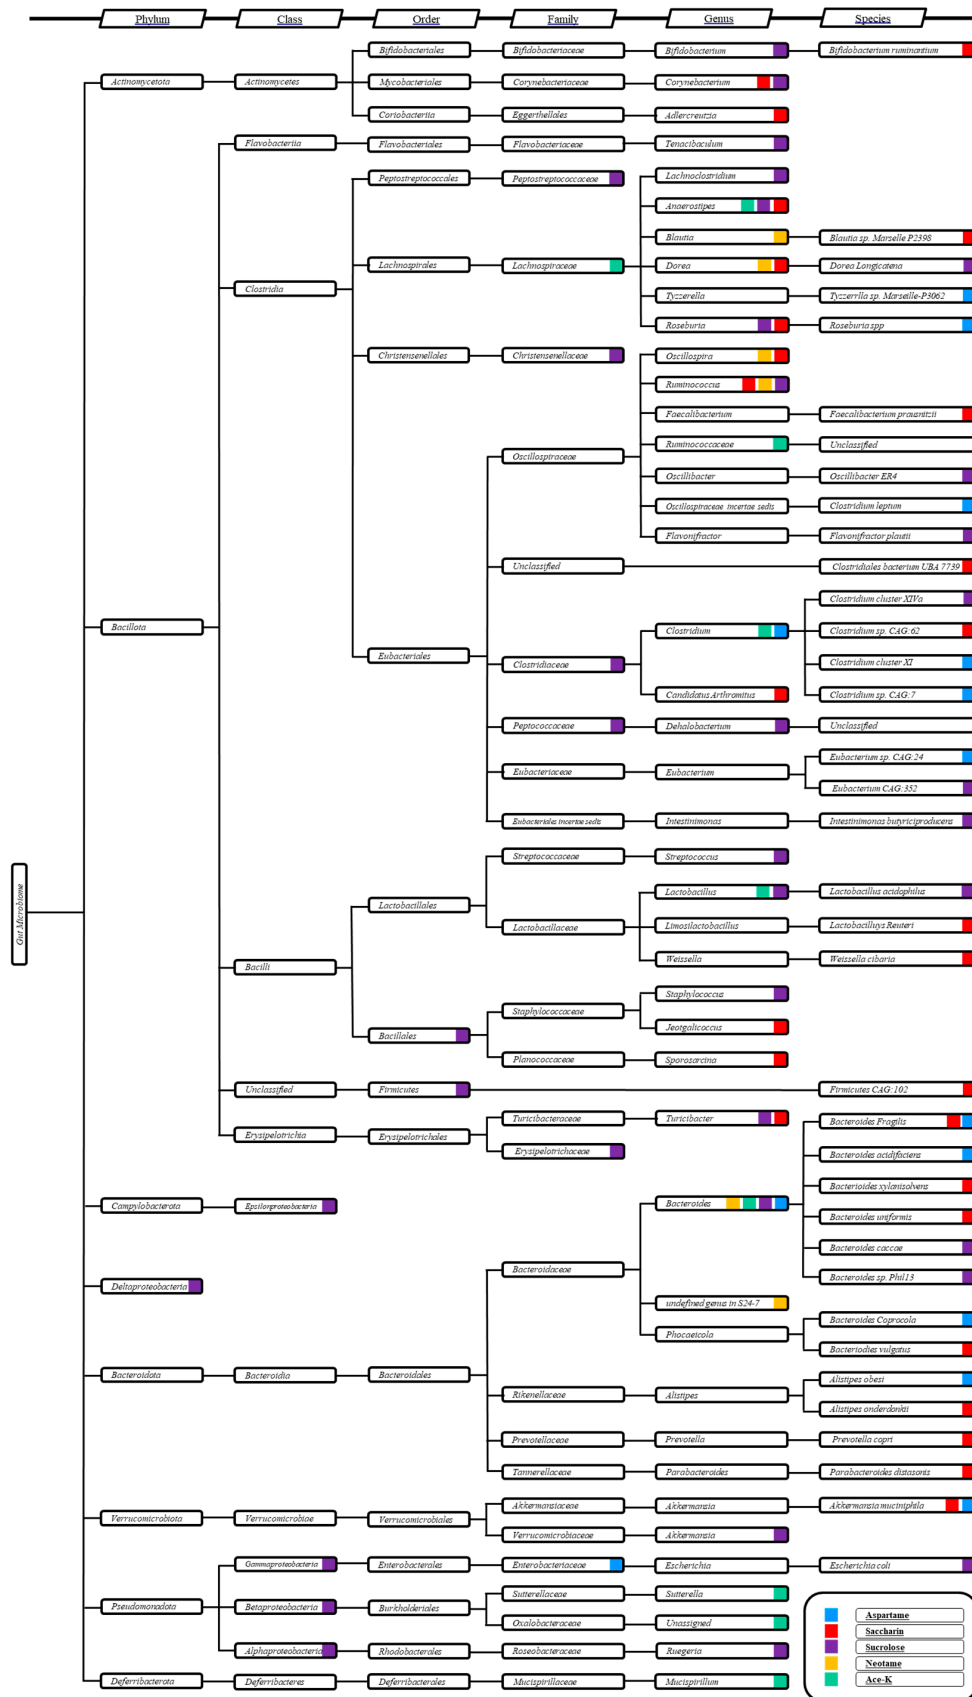 Phylum Class Order Family Genus Species
Bifidobacteriales Bifidobacteriaceae Bifidobacterium Bifidobacterium ruminantium
Actinomycetota Actinomycetes Mycobacteriales Corynebacteriaceae Corynebacterium
Coriobacteriia Eggerthellales Adlercreutzia
Flavobacteriia Flavobacteriales Flavobacteriaceae Tenacibaculum
Lachnoclostridium
Peptostreptococcales Peptostreptococcaceae
Anaerostipes
Blautia Blautia sp. Marselle P2398
Lachnospirales Lachnospiraceae Dorea Dorea Longicatena
Clostridia
Tyzzerella Tyzzerrlla sp. Marseille-P3062
Roseburia Roseburia spp
Christensenellales Christensenellaceae Oscillospira
Ruminococcus
Faecalibacterium Faecalibacterium prausnitzii
Ruminococcaceae Unclassified
Oscillospiraceae
Oscillibacter Oscillibacter ER4
Oscillospiraceae incertae sedis Clostridium leptum
Flavonifractor Flavonifractor plautii
Unclassified Clostridiales bacterium UBA 7739
Clostridium cluster XIVa
Bacillota Clostridium Clostridium sp. CAG:62
Eubacteriales Clostridiaceae Clostridium cluster XI
Candidatus Arthromitus Clostridium sp. CAG:7
Peptococcaceae Dehalobacterium Unclassified
Eubacterium sp. CAG:24
Eubacteriaceae Eubacterium
Eubacterium CAG:352
Eubacteriales incertae sedis Intestinimonas Intestinimonas butyriciproducens
Streptococcaceae Streptococcus
Lactobacillus Lactobacillus acidophilus
Gut Microbiome
Lactobacillales
Lactobacillaceae Limosilactobacillus Lactobacilluys Reuteri
Weissella Weissella cibaria
Bacilli
Staphylococcus
Staphylococcaceae
Jeotgalicoccus
Bacillales
Planococcaceae Sporosarcina
Unclassified Firmicutes Firmicutes CAG:102
Turicibacteraceae Turicibacter Bacteroides Fragilis
Erysipelotrichia Erysipelotrichales
Erysipelotrichaceae Bacteroides acidifaciens
Bacterioides xylanisolvens
Campylobacterota Epsilonproteobacteria Bacteroides
Bacteroides uniformis
Bacteroides caccae
Bacteroidaceae Bacteroides sp. Phil13
Deltaproteobacteria
undefined genus in S24-7
Bacteroides Coprocola
Phocaeicola
Bacteriodies vulgatus
Bacteroidota Bacteroidia Bacteroidales
Alistipes obesi
Rikenellaceae Alistipes
Alistipes onderdonkii
Prevotellaceae Prevotella Prevotella copri
Tannerellaceae Parabacteroides Parabacteroides distasonis
Akkermansiaceae Akkermansia Akkermansia muciniphila
Verrucomicrobiota Verrucomicrobiae Verrucomicrobiales
Verrucomicrobiaceae Akkermansia
Gammaproteobacteria Enterobacterales Enterobacteriaceae Escherichia Escherichia coli
Sutterellaceae Sutterella
Pseudomonadota Betaproteobacteria Burkholderiales
Oxalobacteraceae Unassigned
Alphaproteobacteria Rhodobacterales Roseobacteraceae Ruegeria
Deferribacterota Deferribacteres Deferribacterales Mucispirillaceae Mucispirillum
Aspartame
Saccharin
Sucrolose
Neotame
Ace-K